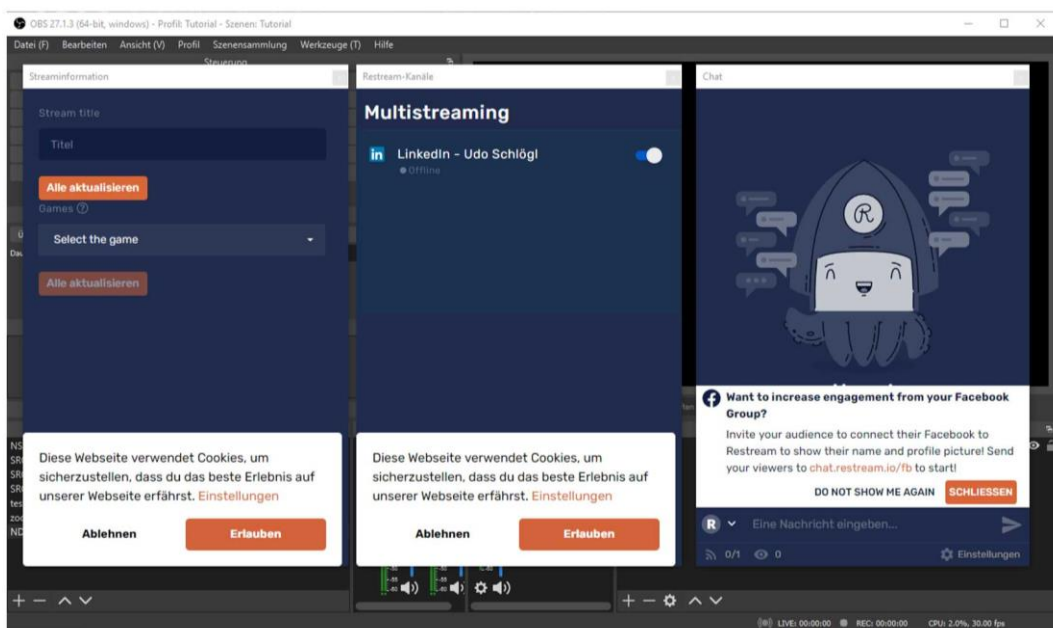 OBS 27.1.3 (64-bit, windows) - Profil: Tutorial - Szenen: Tutorial
Datei (F) Bearbeiten Ansicht (V) Profil Szenensammlung Werkzeuge (T) Hilfe
Steuerung
Streaminformation
Stream title
Titel
Alle aktualisieren
Games
Select the game
Alle aktualisieren
Diese Webseite verwendet Cookies, um
sicherzustellen, dass du das beste Erlebnis auf
unserer Webseite erfährst. Einstellungen
Ablehnen Erlauben
Restream-Kanäle
Multistreaming
in LinkedIn - Udo Schlögl
Offline
Diese Webseite verwendet Cookies, um
sicherzustellen, dass du das beste Erlebnis auf
unserer Webseite erfährst. Einstellungen
Ablehnen Erlauben
Chat
R
Want to increase engagement from your Facebook
Group?
Invite your audience to connect their Facebook to
Restream to show their name and profile picture! Send
your viewers to chat.restream.io/fb to start!
DO NOT SHOW ME AGAIN SCHLIESSEN
R Eine Nachricht eingeben...
0/1 0 Einstellungen
LIVE: 00:00:00 REC: 00:00:00 CPU: 2.0%, 30.00 fps